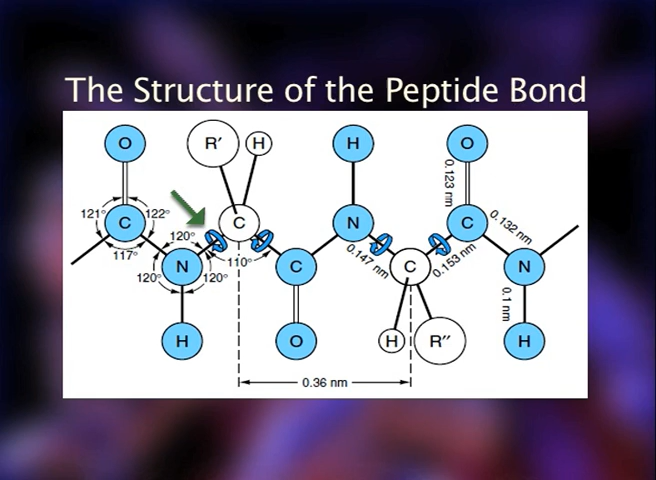 The Structure of the Peptide Bond
O R′ H H O
121° 122° C 120° C N 0.123 nm C 0.132 nm
117° N 110° C 0.147 nm C 0.153 nm N
120° 120° 0.1 nm
H O H R″ H
0.36 nm